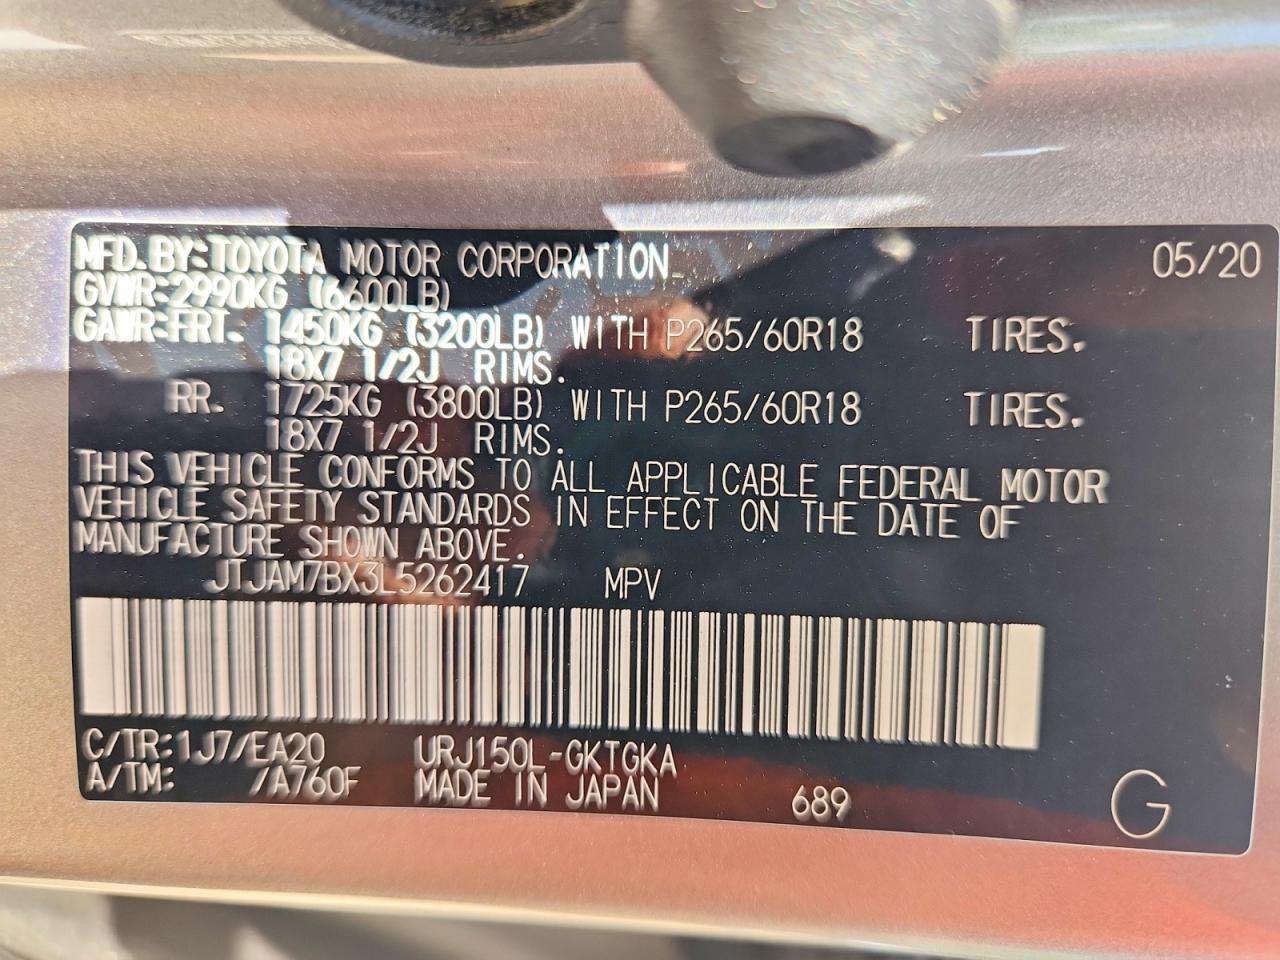 MFD. BY: TOYOTA MOTOR CORPORATION 05/20
GVWR: 2990KG (6600LB)
GAWR: FRT. 1450KG (3200LB) WITH P265/60R18 TIRES.
18X7 1/2J RIMS.
RR. 1725KG (3800LB) WITH P265/60R18 TIRES.
18X7 1/2J RIMS.
THIS VEHICLE CONFORMS TO ALL APPLICABLE FEDERAL MOTOR
VEHICLE SAFETY STANDARDS IN EFFECT ON THE DATE OF
MANUFACTURE SHOWN ABOVE.
JTJAM7BX3L5262417 MPV
C/TR: 1J7/EA20 URJ150L-GKTGKA
A/TM: /A760F MADE IN JAPAN 689 G